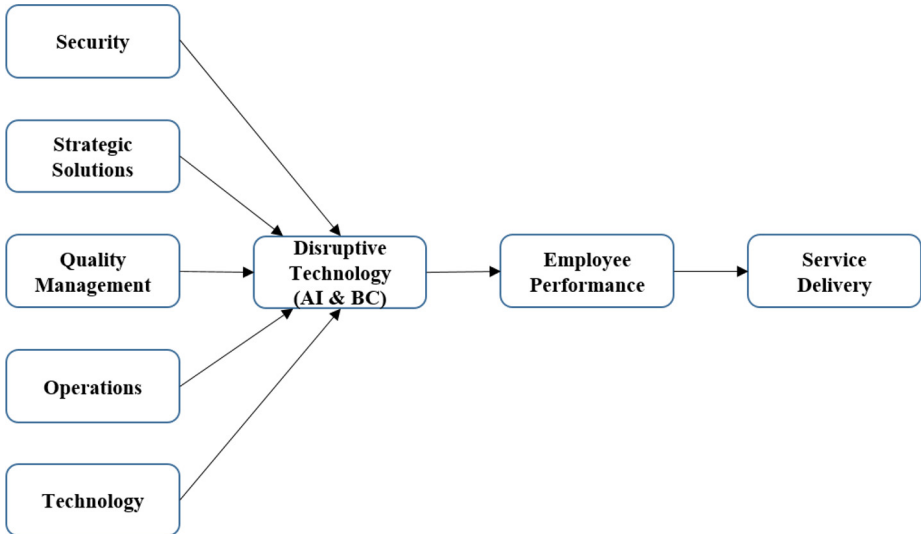 Security
Strategic
Solutions
Quality
Management
Operations
Technology
Disruptive
Technology
(AI & BC)
Employee
Performance
Service
Delivery